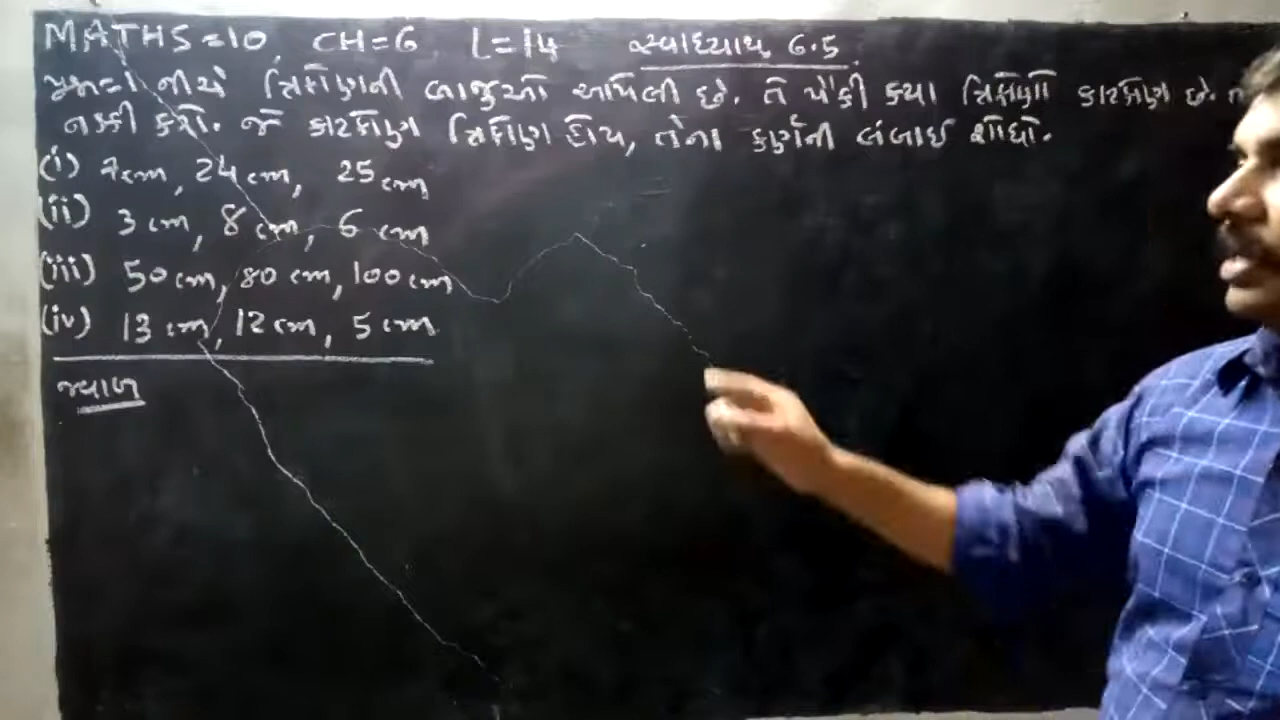 MATHS=10, CH=6 L=14 સ્વાધ્યાય 6.5
પ્રશ્ન-1 નીચે ત્રિકોણની બાજુઓ આપેલી છે. તે પૈકી કયા ત્રિકોણો કાટકોણ છે. તે
નક્કી કરો. જો કાટકોણ ત્રિકોણ હોય, તેના કર્ણની લંબાઈ શોધો.
(i) 7cm, 24cm, 25cm
(ii) 3cm, 8cm, 6cm
(iii) 50cm, 80cm, 100cm
(iv) 13cm, 12cm, 5cm
જવાબ